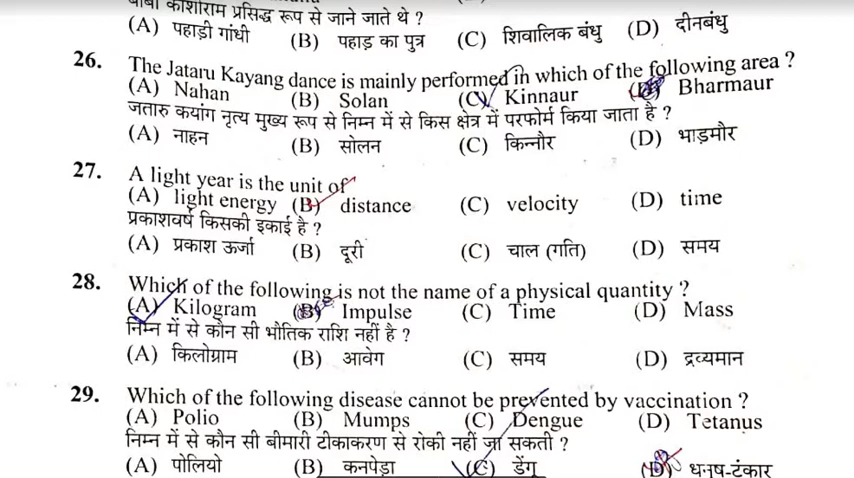 बाबा काशीराम प्रसिद्ध रूप से जाने जाते थे ?
(A) पहाड़ी गांधी (B) पहाड़ का पुत्र (C) शिवालिक बंधु (D) दीनबंधु
26. The Jataru Kayang dance is mainly performed in which of the following area ?
(A) Nahan (B) Solan (C) Kinnaur (D) Bharmaur
जतारु कयांग नृत्य मुख्य रूप से निम्न में से किस क्षेत्र में परफोर्म किया जाता है ?
(A) नाहन (B) सोलन (C) किन्नौर (D) भाड़मौर
27. A light year is the unit of
(A) light energy (B) distance (C) velocity (D) time
प्रकाशवर्ष किसकी इकाई है ?
(A) प्रकाश ऊर्जा (B) दूरी (C) चाल (गति) (D) समय
28. Which of the following is not the name of a physical quantity ?
(A) Kilogram (B) Impulse (C) Time (D) Mass
निम्न में से कौन सी भौतिक राशि नहीं है ?
(A) किलोग्राम (B) आवेग (C) समय (D) द्रव्यमान
29. Which of the following disease cannot be prevented by vaccination ?
(A) Polio (B) Mumps (C) Dengue (D) Tetanus
निम्न में से कौन सी बीमारी टीकाकरण से रोकी नहीं जा सकती ?
(A) पोलियो (B) कनपेड़ा (C) डेंगू (D) धनुष-टंकार